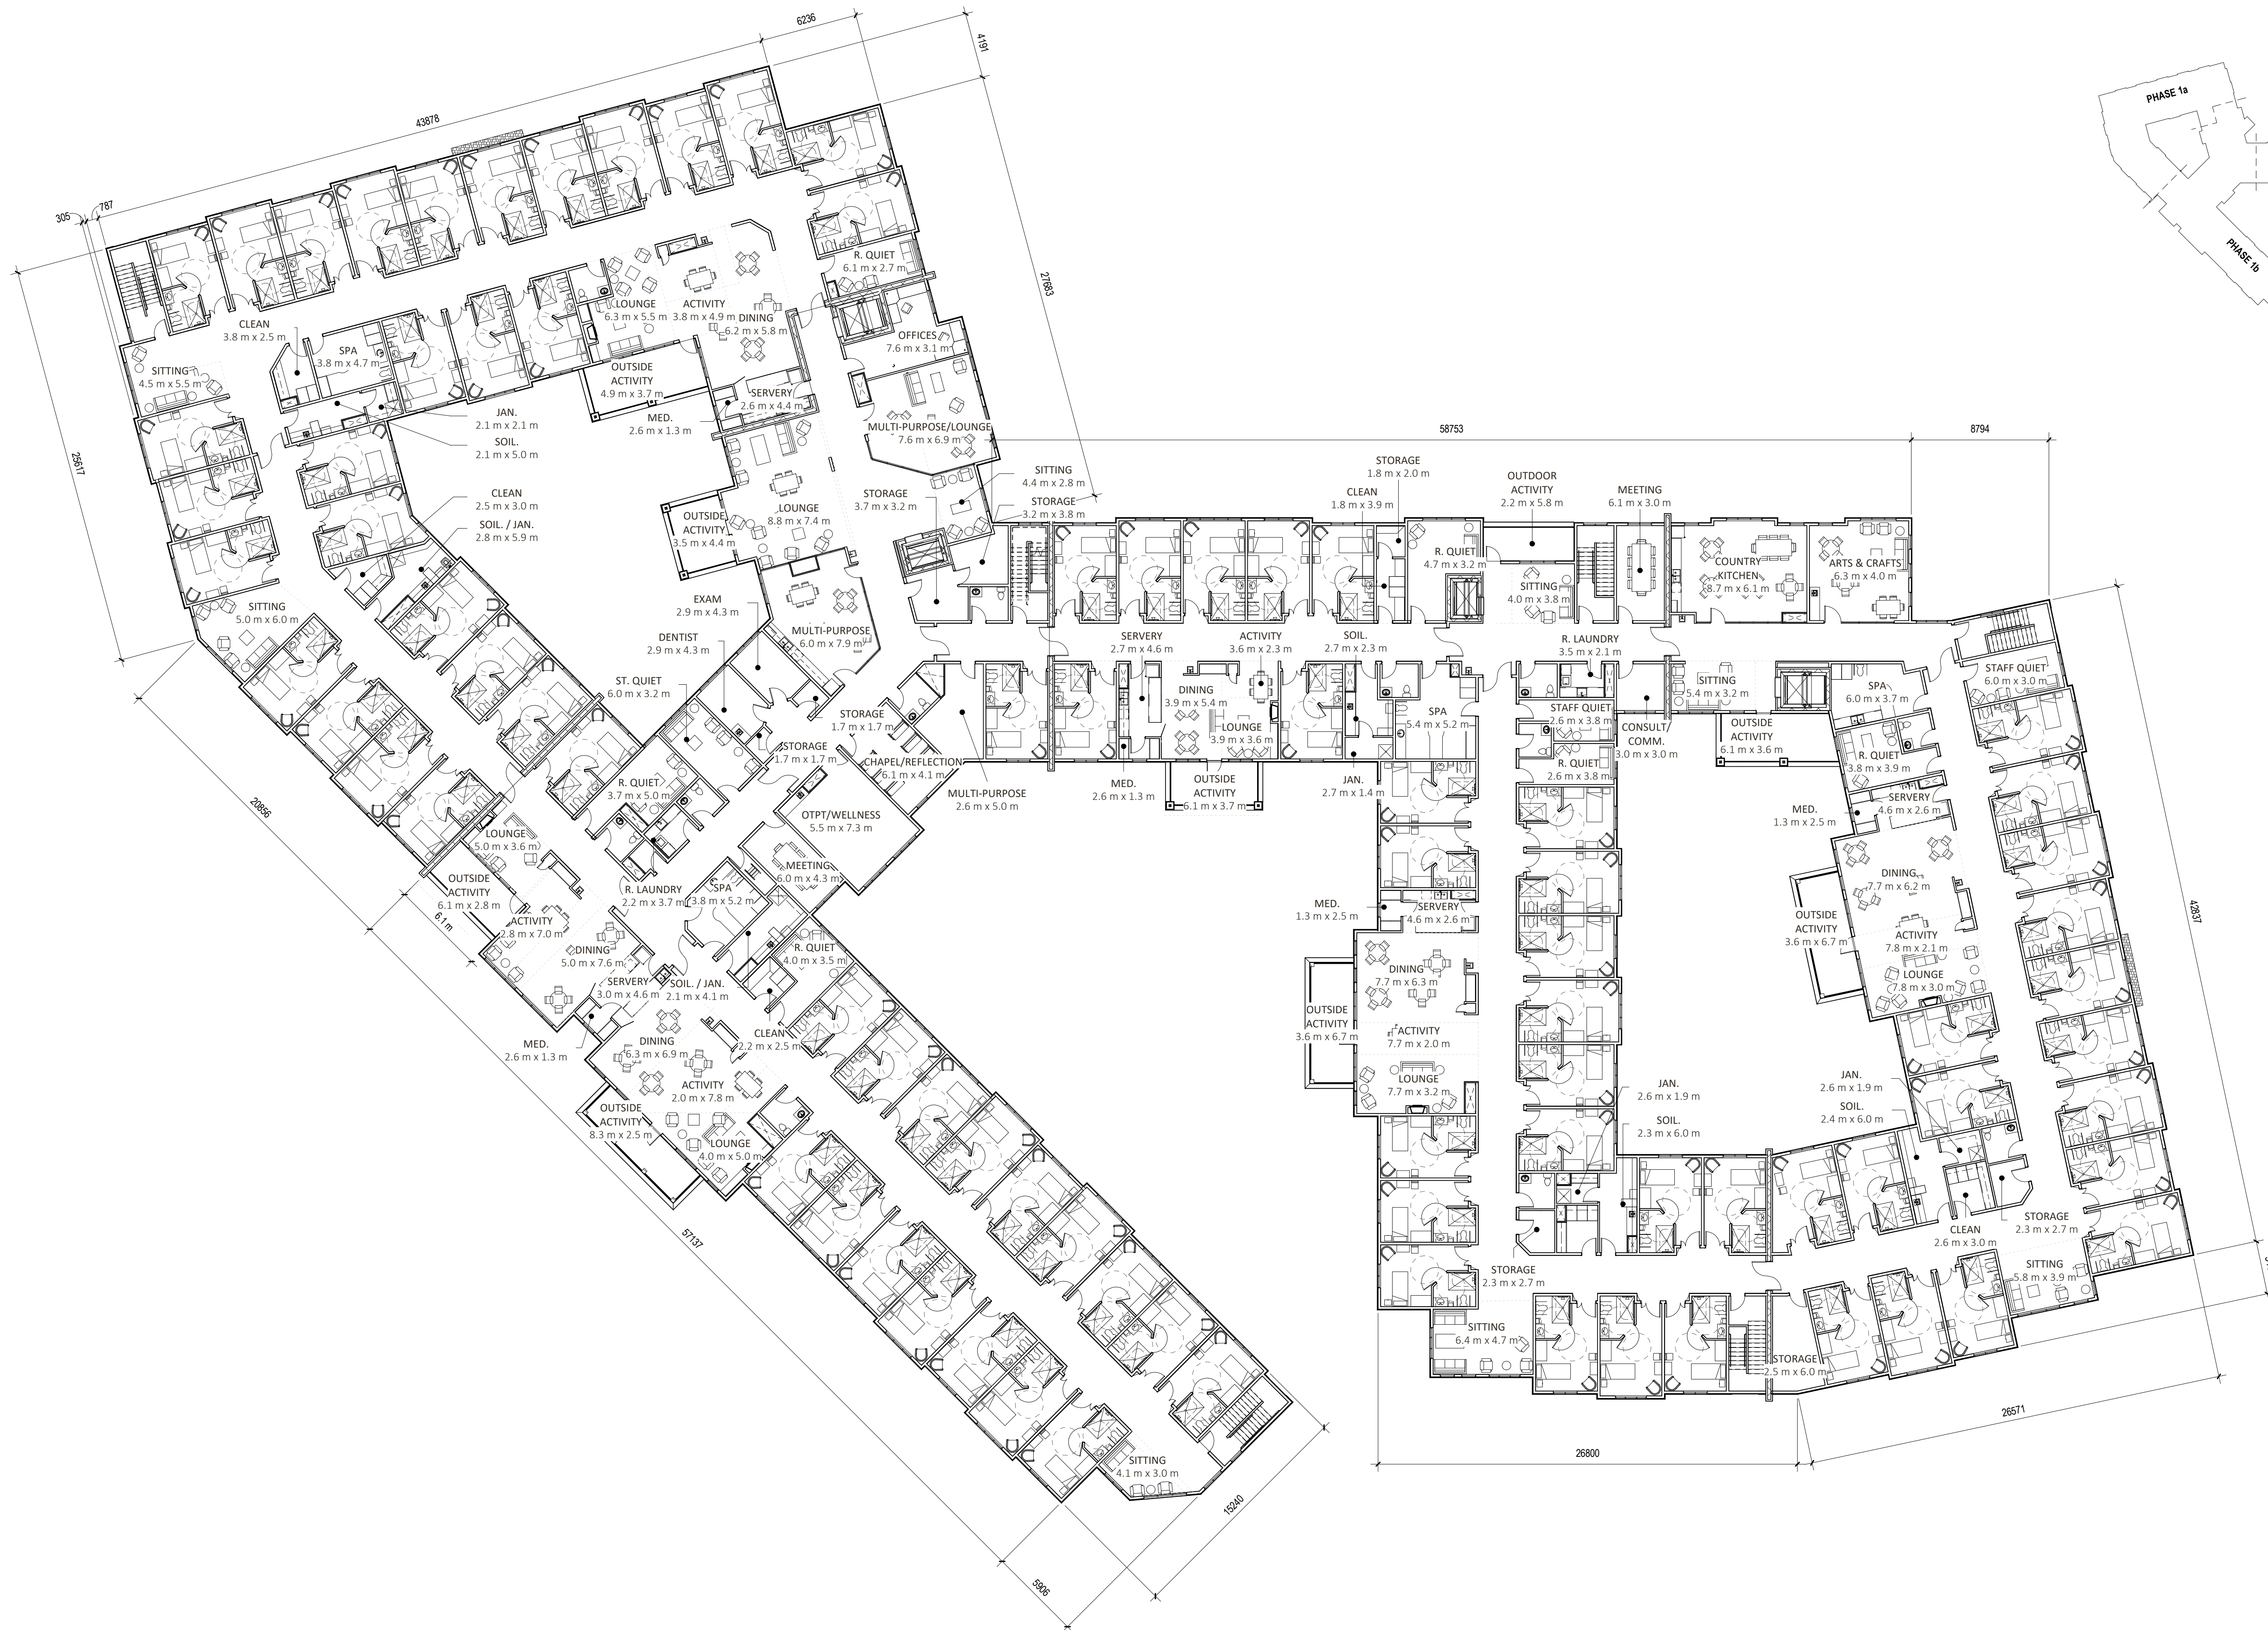 6236
4191
43878
PHASE 1a
PHASE 1b
305
787
27683
25617
R. QUIET
6.1 m x 2.7 m
LOUNGE
6.3 m x 5.5 m
ACTIVITY
3.8 m x 4.9 m
DINING
6.2 m x 5.8 m
CLEAN
3.8 m x 2.5 m
SPA
3.8 m x 4.7 m
OFFICES
7.6 m x 3.1 m
SITTING
4.5 m x 5.5 m
OUTSIDE
ACTIVITY
4.9 m x 3.7 m
SERVERY
2.6 m x 4.4 m
MED.
2.6 m x 1.3 m
JAN.
2.1 m x 2.1 m
SOIL.
2.1 m x 5.0 m
MULTI-PURPOSE/LOUNGE
7.6 m x 6.9 m
58753
8794
SITTING
4.4 m x 2.8 m
STORAGE
3.2 m x 3.8 m
STORAGE
3.7 m x 3.2 m
CLEAN
2.5 m x 3.0 m
SOIL. / JAN.
2.8 m x 5.9 m
LOUNGE
8.8 m x 7.4 m
OUTSIDE
ACTIVITY
3.5 m x 4.4 m
STORAGE
1.8 m x 2.0 m
CLEAN
1.8 m x 3.9 m
OUTDOOR
ACTIVITY
2.2 m x 5.8 m
MEETING
6.1 m x 3.0 m
R. QUIET
4.7 m x 3.2 m
SITTING
4.0 m x 3.8 m
COUNTRY
KITCHEN
8.7 m x 6.1 m
ARTS & CRAFTS
6.3 m x 4.0 m
SITTING
5.0 m x 6.0 m
EXAM
2.9 m x 4.3 m
DENTIST
2.9 m x 4.3 m
MULTI-PURPOSE
6.0 m x 7.9 m
ST. QUIET
6.0 m x 3.2 m
STORAGE
1.7 m x 1.7 m
STORAGE
1.7 m x 1.7 m
CHAPEL/REFLECTION
6.1 m x 4.1 m
MULTI-PURPOSE
2.6 m x 5.0 m
SERVERY
2.7 m x 4.6 m
ACTIVITY
3.6 m x 2.3 m
SOIL.
2.7 m x 2.3 m
DINING
3.9 m x 5.4 m
LOUNGE
3.9 m x 3.6 m
SPA
5.4 m x 5.2 m
R. LAUNDRY
3.5 m x 2.1 m
STAFF QUIET
2.6 m x 3.8 m
R. QUIET
2.6 m x 3.8 m
CONSULT/
COMM.
3.0 m x 3.0 m
SITTING
5.4 m x 3.2 m
OUTSIDE
ACTIVITY
6.1 m x 3.6 m
SPA
6.0 m x 3.7 m
STAFF QUIET
6.0 m x 3.0 m
R. QUIET
3.8 m x 3.9 m
SERVERY
4.6 m x 2.6 m
MED.
1.3 m x 2.5 m
MED.
2.6 m x 1.3 m
OUTSIDE
ACTIVITY
6.1 m x 3.7 m
JAN.
2.7 m x 1.4 m
20856
R. QUIET
3.7 m x 5.0 m
OTPT/WELLNESS
5.5 m x 7.3 m
MEETING
6.0 m x 4.3 m
LOUNGE
5.0 m x 3.6 m
OUTSIDE
ACTIVITY
6.1 m x 2.8 m
6.1 m
R. LAUNDRY
2.2 m x 3.7 m
SPA
3.8 m x 5.2 m
ACTIVITY
2.8 m x 7.0 m
DINING
5.0 m x 7.6 m
R. QUIET
4.0 m x 3.5 m
SERVERY
3.0 m x 4.6 m
SOIL. / JAN.
2.1 m x 4.1 m
MED.
2.6 m x 1.3 m
CLEAN
2.2 m x 2.5 m
DINING
6.3 m x 6.9 m
ACTIVITY
2.0 m x 7.8 m
OUTSIDE
ACTIVITY
8.3 m x 2.5 m
LOUNGE
4.0 m x 5.0 m
MED.
1.3 m x 2.5 m
SERVERY
4.6 m x 2.6 m
DINING
7.7 m x 6.3 m
OUTSIDE
ACTIVITY
3.6 m x 6.7 m
ACTIVITY
7.7 m x 2.0 m
LOUNGE
7.7 m x 3.2 m
DINING
7.7 m x 6.2 m
OUTSIDE
ACTIVITY
3.6 m x 6.7 m
ACTIVITY
7.8 m x 2.1 m
LOUNGE
7.8 m x 3.0 m
42837
JAN.
2.6 m x 1.9 m
SOIL.
2.3 m x 6.0 m
JAN.
2.6 m x 1.9 m
SOIL.
2.4 m x 6.0 m
STORAGE
2.3 m x 2.7 m
CLEAN
2.6 m x 3.0 m
SITTING
5.8 m x 3.9 m
STORAGE
2.3 m x 2.7 m
SITTING
6.4 m x 4.7 m
STORAGE
2.5 m x 6.0 m
57137
SITTING
4.1 m x 3.0 m
15240
5906
26800
26571